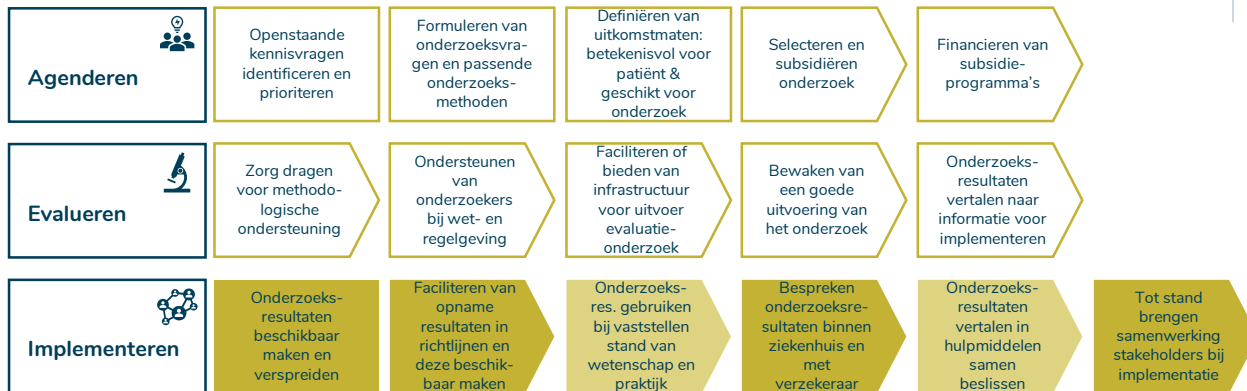 Agenderen
Openstaande
kennisvragen
identificeren en
prioriteren
Formuleren van
onderzoeksvra-
gen en passende
onderzoeks-
methoden
Definiëren van
uitkomstmaten:
betekenisvol voor
patiënt &
geschikt voor
onderzoek
Selecteren en
subsidiëren
onderzoek
Financieren van
subsidie-
programma's
Evalueren
Zorg dragen
voor methodo-
logische
ondersteuning
Ondersteunen
van
onderzoekers
bij wet- en
regelgeving
Faciliteren of
bieden van
infrastructuur
voor uitvoer
evaluatie-
onderzoek
Bewaken van
een goede
uitvoering van
het onderzoek
Onderzoeks-
resultaten
vertalen naar
informatie voor
implementeren
Implementeren
Onderzoeks-
resultaten
beschikbaar
maken en
verspreiden
Faciliteren van
opname
resultaten in
richtlijnen en
deze beschik-
baar maken
Onderzoeks-
res. gebruiken
bij vaststellen
stand van
wetenschap en
praktijk
Bespreken
onderzoeksre-
sultaten binnen
ziekenhuis en
met
verzekeraar
Onderzoeks-
resultaten
vertalen in
hulpmiddelen
samen
beslissen
Tot stand
brengen
samenwerking
stakeholders bij
implementatie